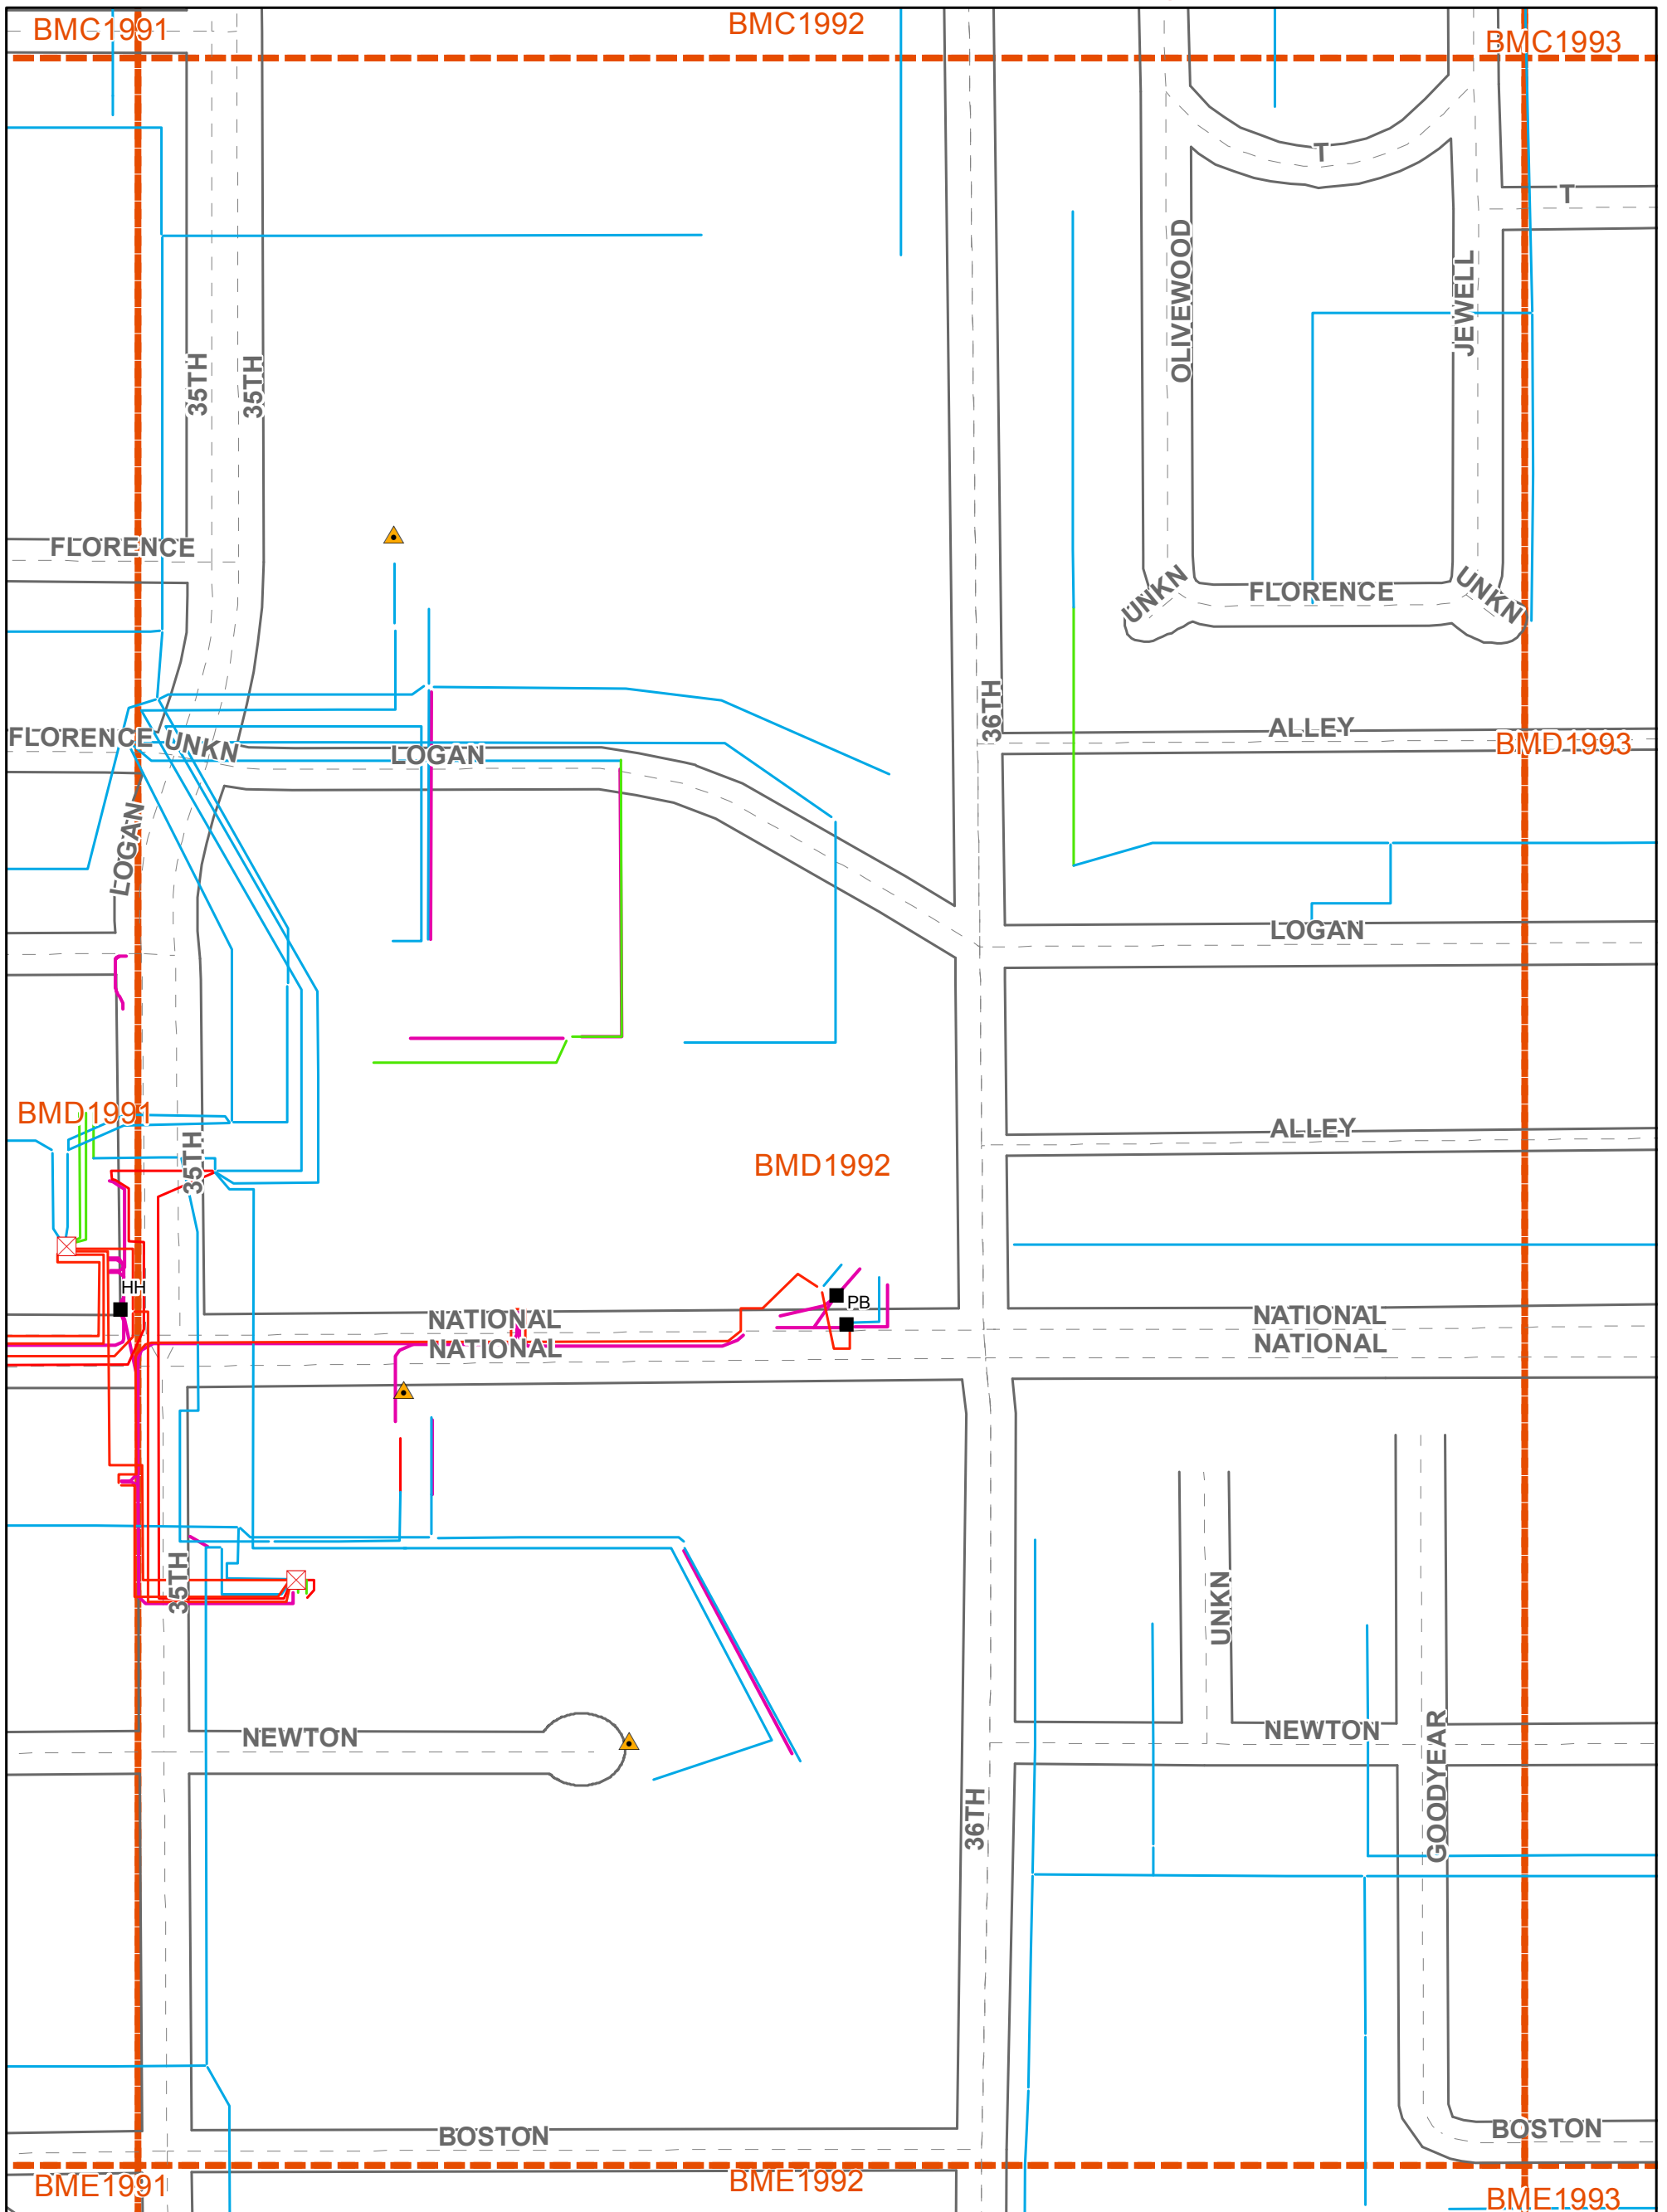 BMC1991
BMC1992
BMC1993
T
T
OLIVEWOOD
JEWELL
35TH
35TH
FLORENCE
UNKN
FLORENCE
UNKN
36TH
ALLEY
FLORENCE
UNKN
LOGAN
BMD1993
LOGAN
LOGAN
BMD1991
ALLEY
35TH
BMD1992
HH
PB
NATIONAL
NATIONAL
NATIONAL
NATIONAL
35TH
UNKN
NEWTON
NEWTON
GOODYEAR
36TH
BOSTON
BOSTON
BME1991
BME1992
BME1993